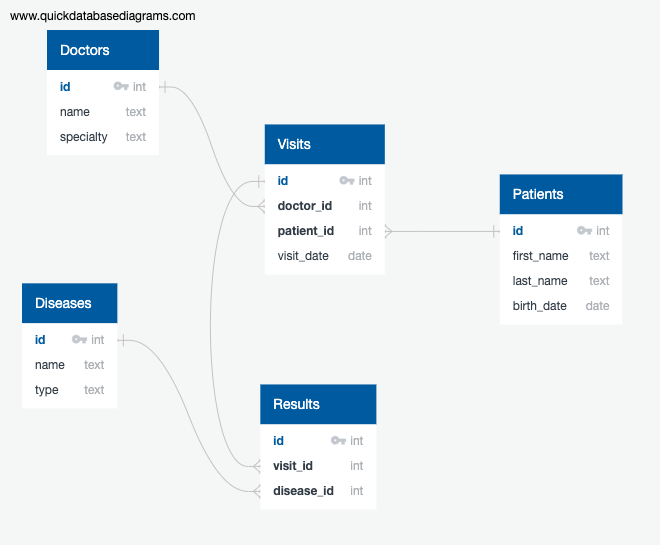 www.quickdatabasediagrams.com
Doctors
id int
name text
specialty text
Visits
id int
doctor_id int
patient_id int
visit_date date
Patients
id int
first_name text
last_name text
birth_date date
Diseases
id int
name text
type text
Results
id int
visit_id int
disease_id int